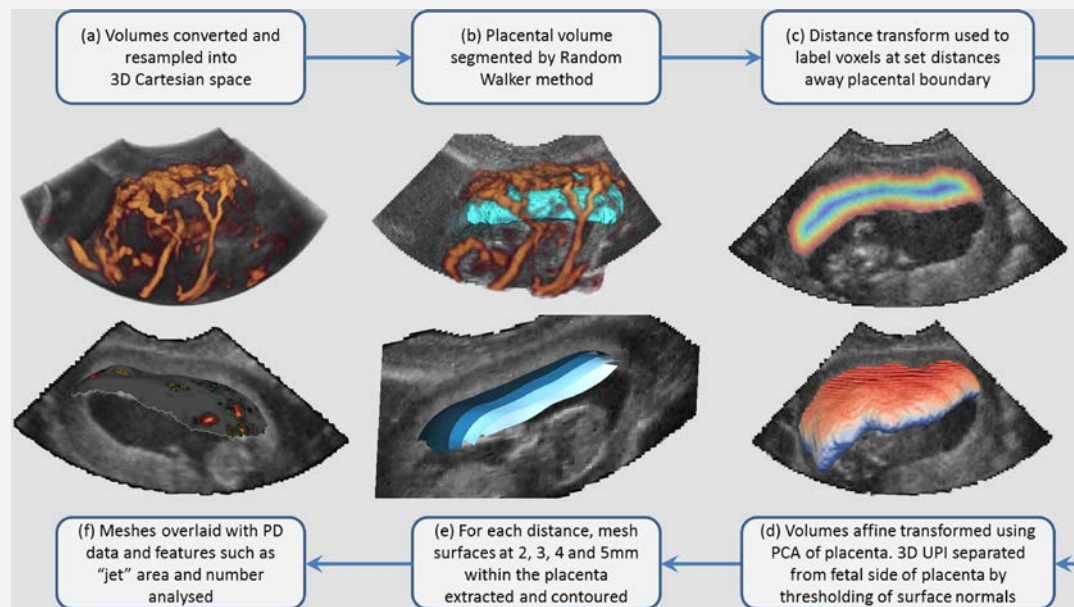 (a) Volumes converted and
resampled into
3D Cartesian space
(b) Placental volume
segmented by Random
Walker method
(c) Distance transform used to
label voxels at set distances
away placental boundary
(f) Meshes overlaid with PD
data and features such as
“jet” area and number
analysed
(e) For each distance, mesh
surfaces at 2, 3, 4 and 5mm
within the placenta
extracted and contoured
(d) Volumes affine transformed using
PCA of placenta. 3D UPI separated
from fetal side of placenta by
thresholding of surface normals